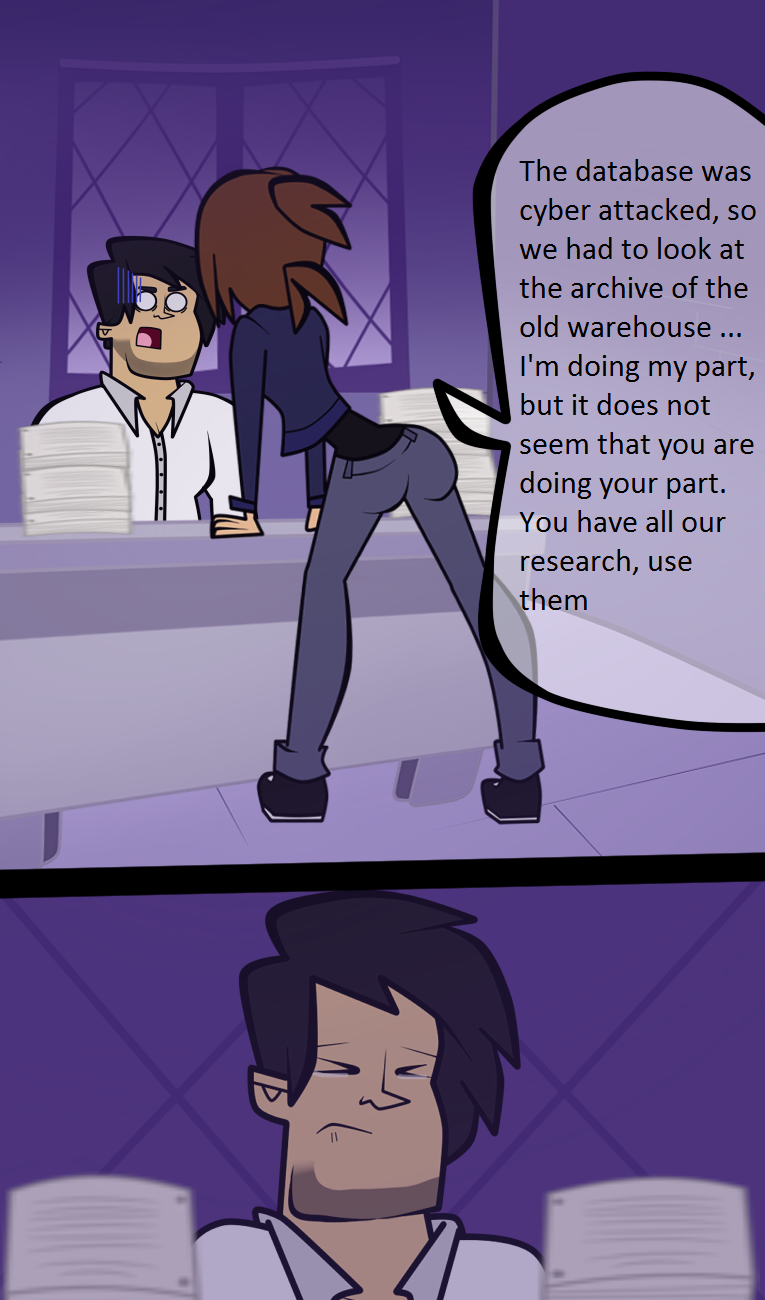 The database was
cyber attacked, so
we had to look at
the archive of the
old warehouse ...
I'm doing my part,
but it does not
seem that you are
doing your part.
You have all our
research, use
them